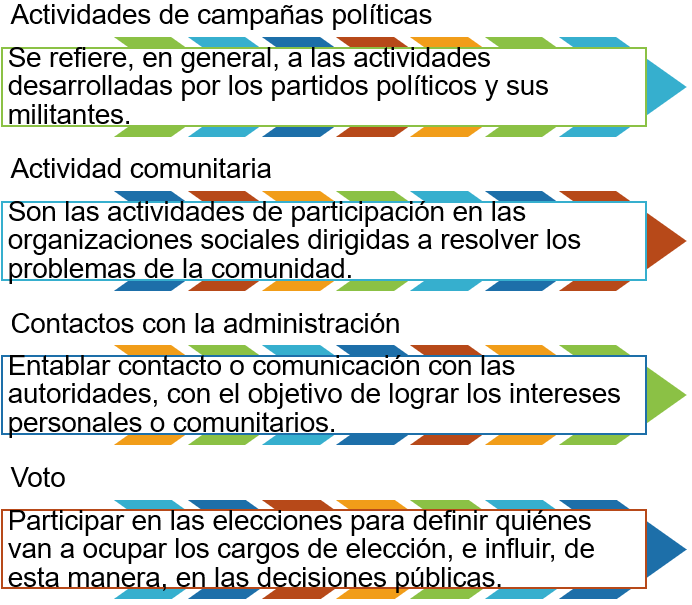 Actividades de campañas políticas
Se refiere, en general, a las actividades
desarrolladas por los partidos políticos y sus
militantes.
Actividad comunitaria
Son las actividades de participación en las
organizaciones sociales dirigidas a resolver los
problemas de la comunidad.
Contactos con la administración
Entablar contacto o comunicación con las
autoridades, con el objetivo de lograr los intereses
personales o comunitarios.
Voto
Participar en las elecciones para definir quiénes
van a ocupar los cargos de elección, e influir, de
esta manera, en las decisiones públicas.